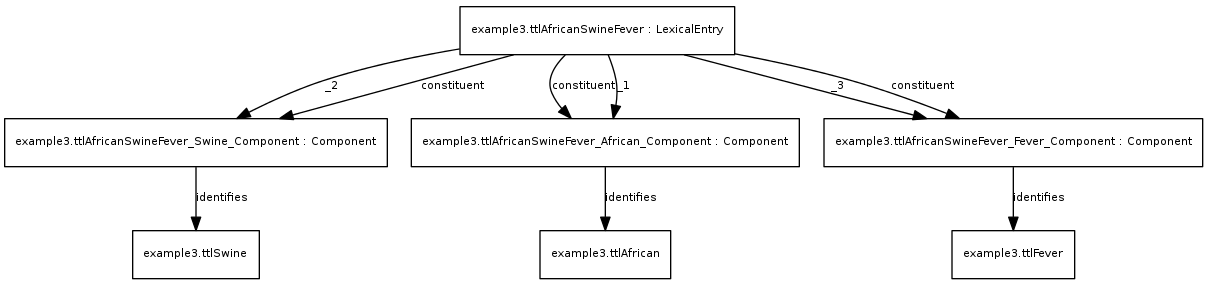 example3.ttlAfricanSwineFever : LexicalEntry
_2
constituent
constituent
_1
_3
constituent
example3.ttlAfricanSwineFever_Swine_Component : Component
example3.ttlAfricanSwineFever_African_Component : Component
example3.ttlAfricanSwineFever_Fever_Component : Component
identifies
identifies
identifies
example3.ttlSwine
example3.ttlAfrican
example3.ttlFever